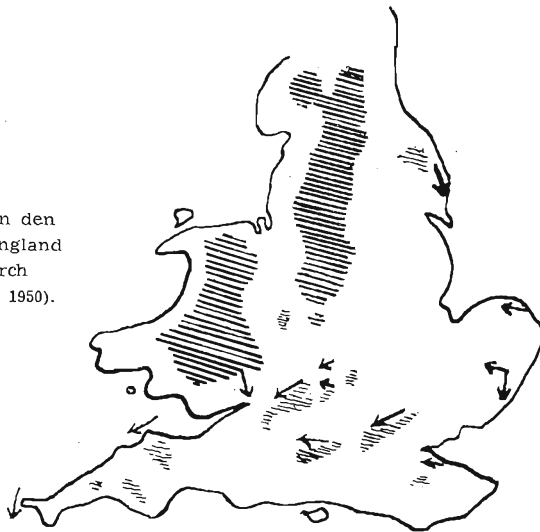 n den
ngland
rch
1950).